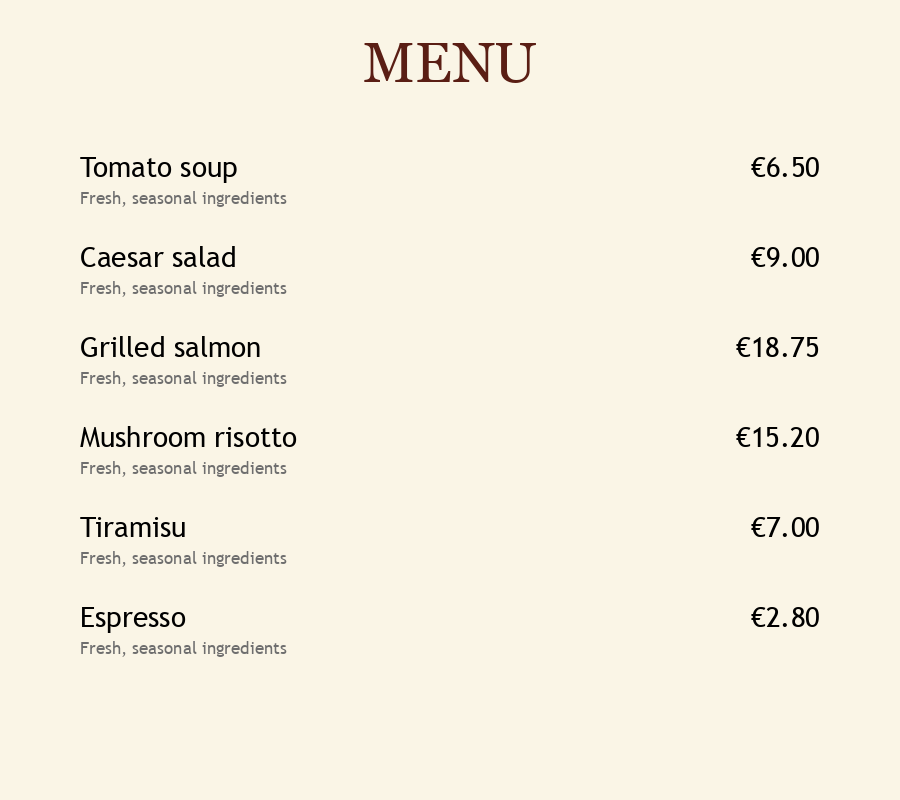 MENU
Tomato soup €6.50
Fresh, seasonal ingredients
Caesar salad €9.00
Fresh, seasonal ingredients
Grilled salmon €18.75
Fresh, seasonal ingredients
Mushroom risotto €15.20
Fresh, seasonal ingredients
Tiramisu €7.00
Fresh, seasonal ingredients
Espresso €2.80
Fresh, seasonal ingredients